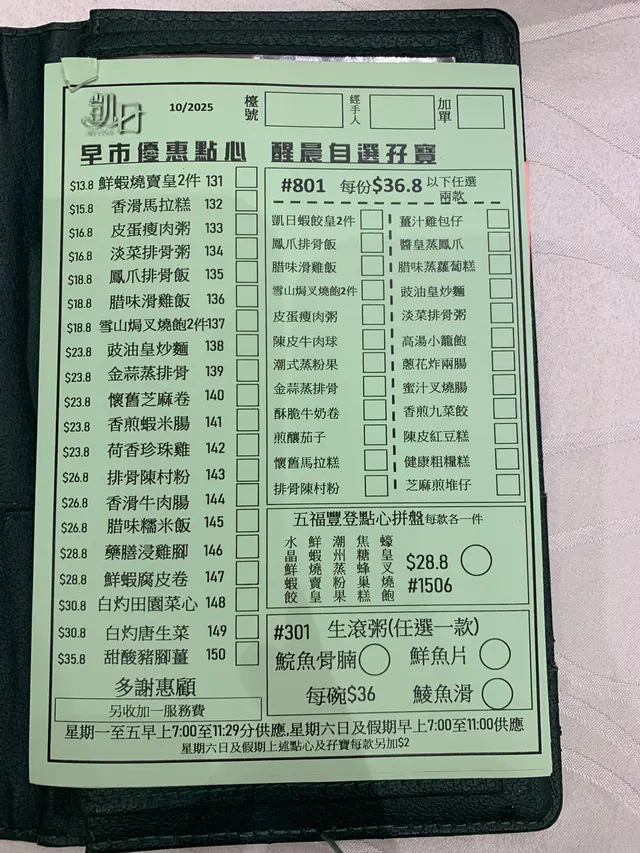 凱日
10/2025
檯號
經手人
加單
早市優惠點心 醒晨自選孖寶
$13.8 鮮蝦燒賣皇2件 131
$15.8 香滑馬拉糕 132
$16.8 皮蛋瘦肉粥 133
$16.8 淡菜排骨粥 134
$18.8 鳳爪排骨飯 135
$18.8 腊味滑雞飯 136
$18.8 雪山焗叉燒飽2件137
$23.8 豉油皇炒麵 138
$23.8 金蒜蒸排骨 139
$23.8 懷舊芝麻卷 140
$23.8 香煎蝦米腸 141
$23.8 荷香珍珠雞 142
$26.8 排骨陳村粉 143
$26.8 香滑牛肉腸 144
$26.8 腊味糯米飯 145
$28.8 藥膳浸雞腳 146
$28.8 鮮蝦腐皮卷 147
$30.8 白灼田園菜心 148
$30.8 白灼唐生菜 149
$35.8 甜酸豬腳薑 150
多謝惠顧
另收加一服務費
#801 每份$36.8 以下任選兩款
凱日蝦餃皇2件
鳳爪排骨飯
腊味滑雞飯
雪山焗叉燒飽2件
皮蛋瘦肉粥
陳皮牛肉球
潮式蒸粉果
金蒜蒸排骨
酥脆牛奶卷
煎釀茄子
懷舊馬拉糕
排骨陳村粉
薑汁雞包仔
醬皇蒸鳳爪
腊味蒸蘿蔔糕
豉油皇炒麵
淡菜排骨粥
高湯小籠飽
蔥花炸兩腸
蜜汁叉燒腸
香煎九菜餃
陳皮紅豆糕
健康粗糧糕
芝麻煎堆仔
五福豐登點心拼盤每款各一件
水晶鮮蝦餃
鮮蝦燒賣皇
潮州蒸粉果
焦糖蜂巢糕
蠔皇叉燒飽
$28.8
#1506
#301 生滾粥(任選一款)
鯇魚骨腩
鮮魚片
每碗$36
鯪魚滑
星期一至五早上7:00至11:29分供應,星期六日及假期早上7:00至11:00供應
星期六日及假期上述點心及孖寶每款另加$2